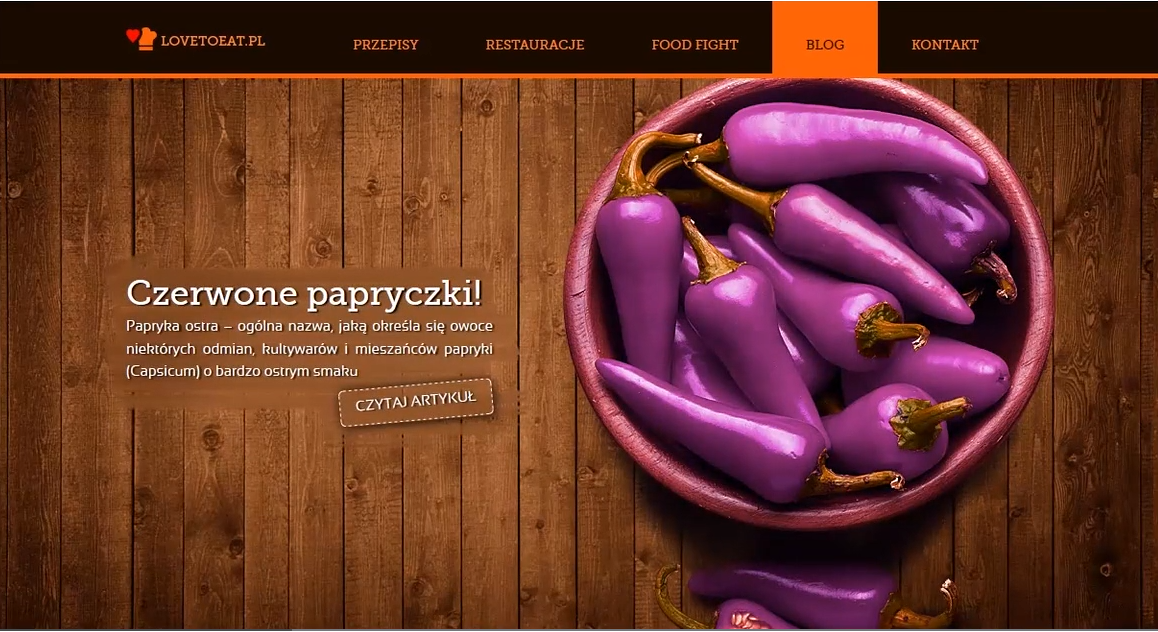 LOVETOEAT.PL
PRZEPISY
RESTAURACJE
FOOD FIGHT
BLOG
KONTAKT
Czerwone papryczki!
Papryka ostra – ogólna nazwa, jaką określa się owoce
niektórych odmian, kultywarów i mieszańców papryki
(Capsicum) o bardzo ostrym smaku
CZYTAJ ARTYKUŁ